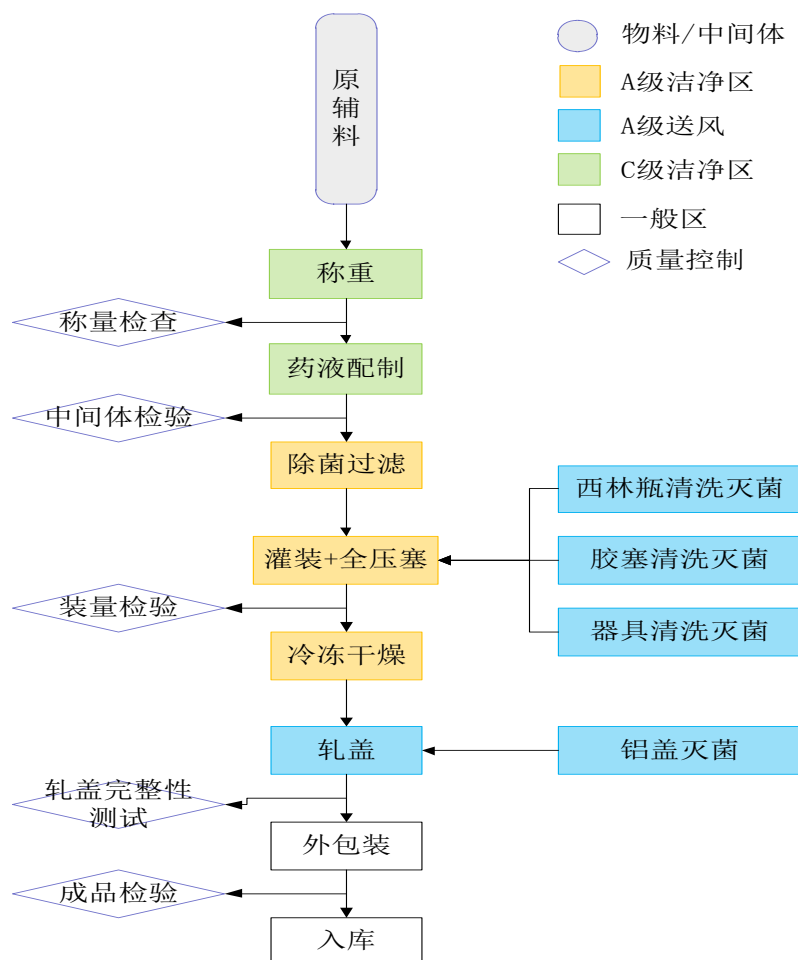 原
辅
料
物料/中间体
A级洁净区
A级送风
C级洁净区
一般区
质量控制
称重
称量检查
药液配制
中间体检验
除菌过滤
西林瓶清洗灭菌
灌装+全压塞
胶塞清洗灭菌
装量检验
器具清洗灭菌
冷冻干燥
轧盖
铝盖灭菌
轧盖完整性
测试
外包装
成品检验
入库